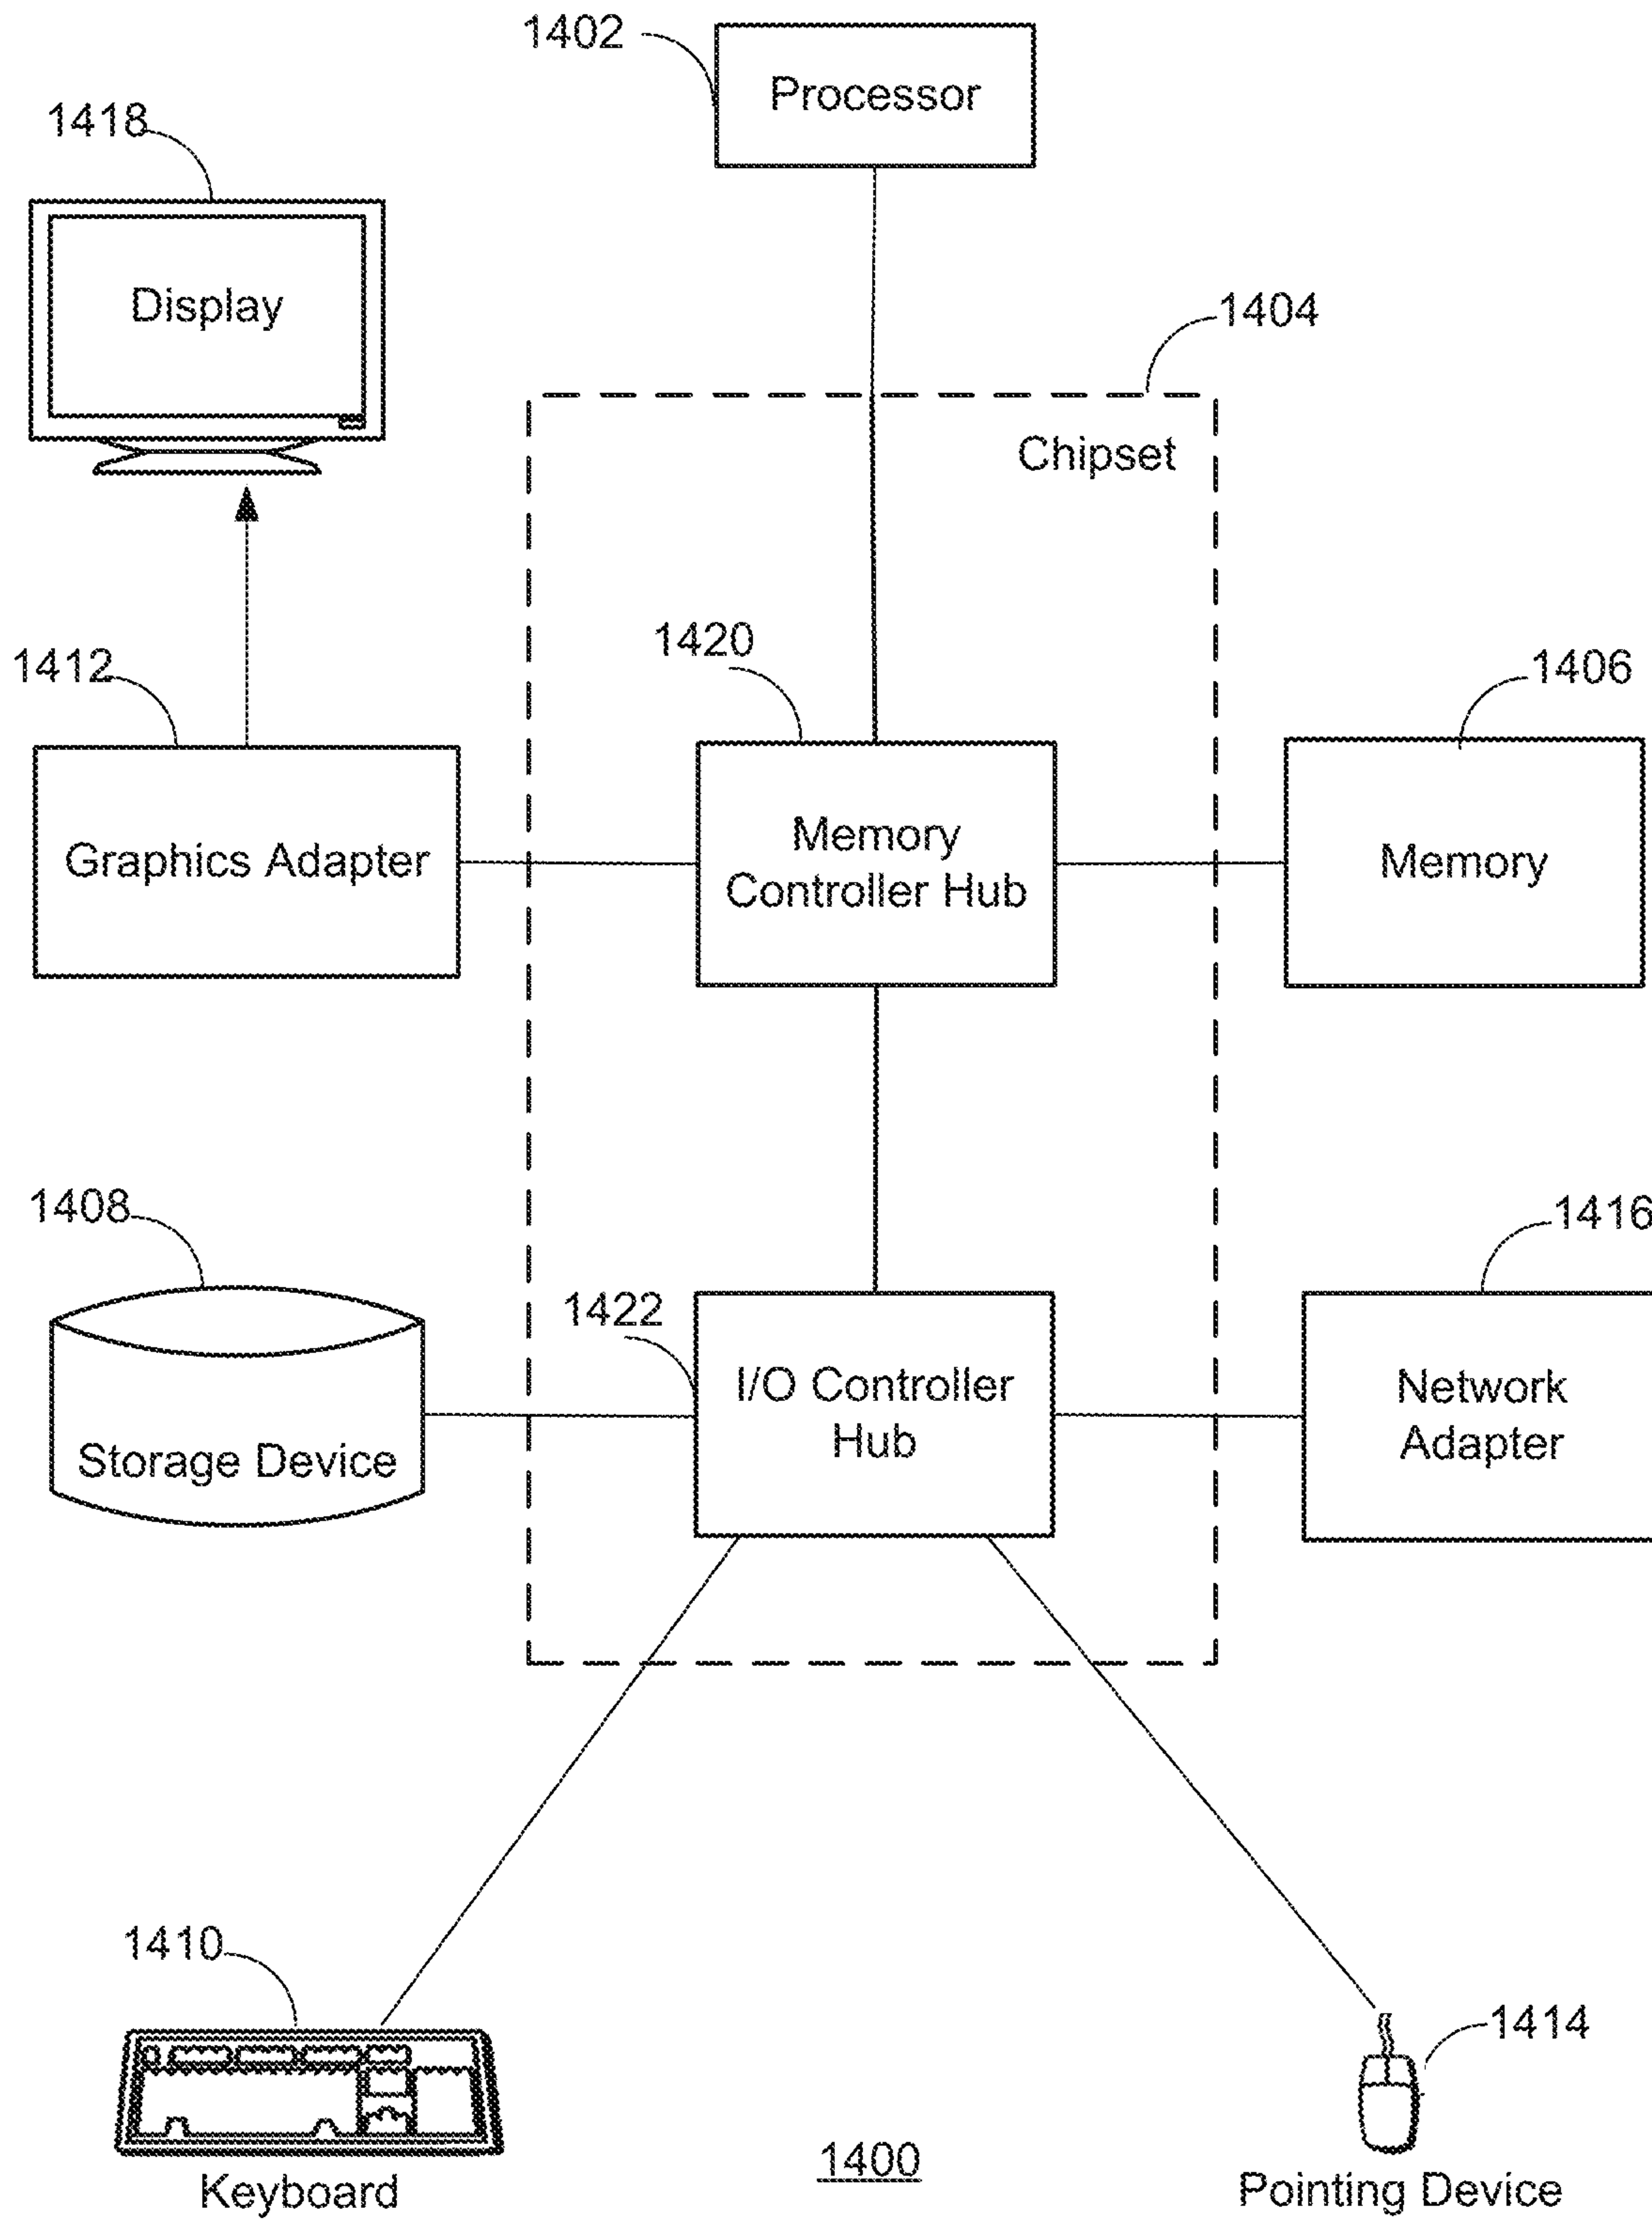 1402
Processor
1418
Display
1404
Chipset
1420
1412
1406
Graphics Adapter
Memory
Controller Hub
Memory
1408
1416
1422
Storage Device
I/O Controller
Hub
Network
Adapter
1410
1414
Keyboard
1400
Pointing Device